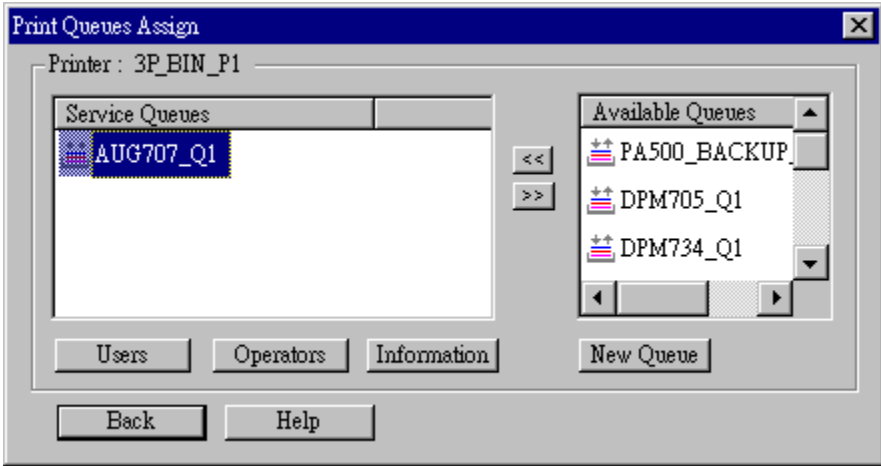 Print Queues Assign
Printer : 3P_BIN_P1
Service Queues
AUG707_Q1
<<
>>
Available Queues
PA500_BACKUP_
DPM705_Q1
DPM734_Q1
Users Operators Information New Queue
Back Help